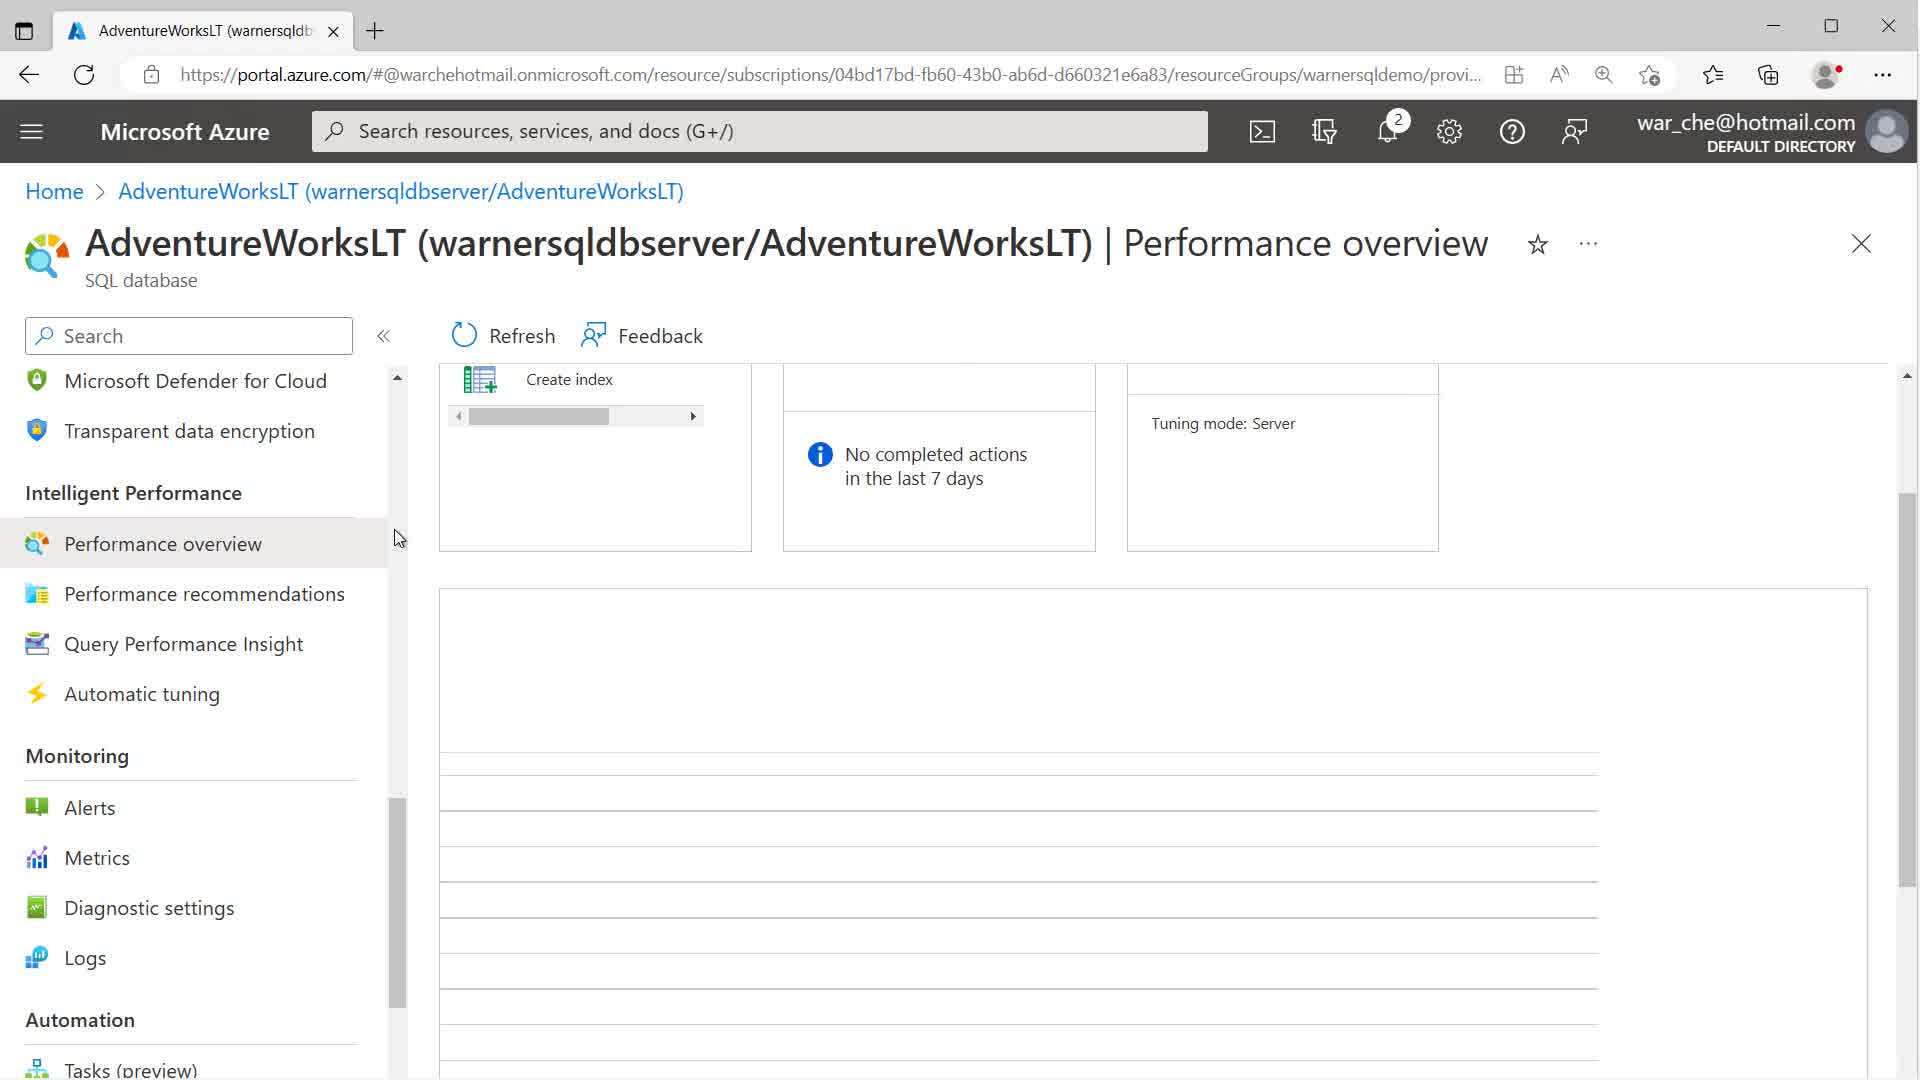 AdventureWorksLT (warnersqldb
https://portal.azure.com/#@warchehotmail.onmicrosoft.com/resource/subscriptions/04bd17bd-fb60-43b0-ab6d-d660321e6a83/resourceGroups/warnersqldemo/provi...
Microsoft Azure
Search resources, services, and docs (G+/)
2
war_che@hotmail.com
DEFAULT DIRECTORY
Home > AdventureWorksLT (warnersqldbserver/AdventureWorksLT)
AdventureWorksLT (warnersqldbserver/AdventureWorksLT) | Performance overview
SQL database
Search
Refresh
Feedback
Microsoft Defender for Cloud
Transparent data encryption
Intelligent Performance
Performance overview
Performance recommendations
Query Performance Insight
Automatic tuning
Monitoring
Alerts
Metrics
Diagnostic settings
Logs
Automation
Tasks (preview)
Create index
No completed actions
in the last 7 days
Tuning mode: Server